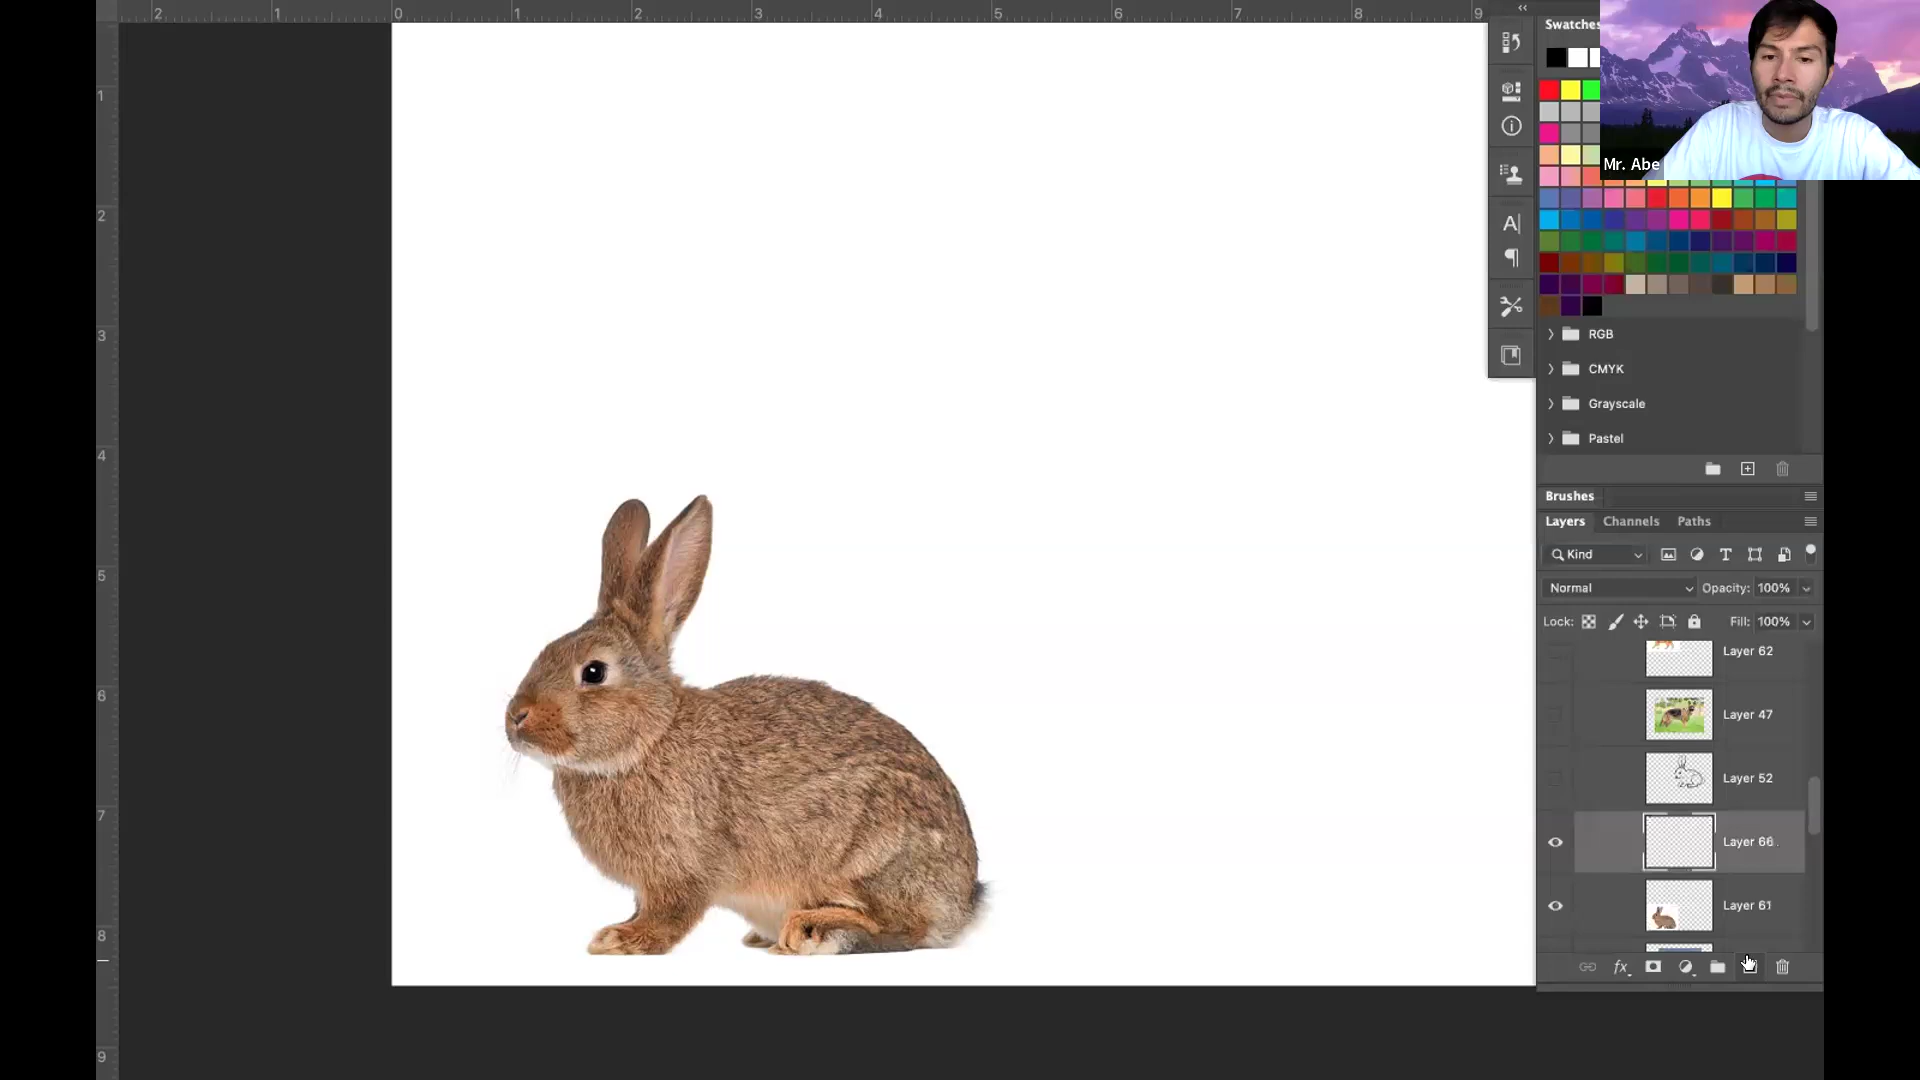 2 1 0 1 2 3 4 5 6 7 8 9
Swatches
Mr. Abe
1
2
3
4
5
6
7
8
9
A|
RGB
CMYK
Grayscale
Pastel
Brushes
Layers Channels Paths
Kind
Normal Opacity: 100%
Lock: Fill: 100%
Layer 62
Layer 47
Layer 52
Layer 66
Layer 61
fx